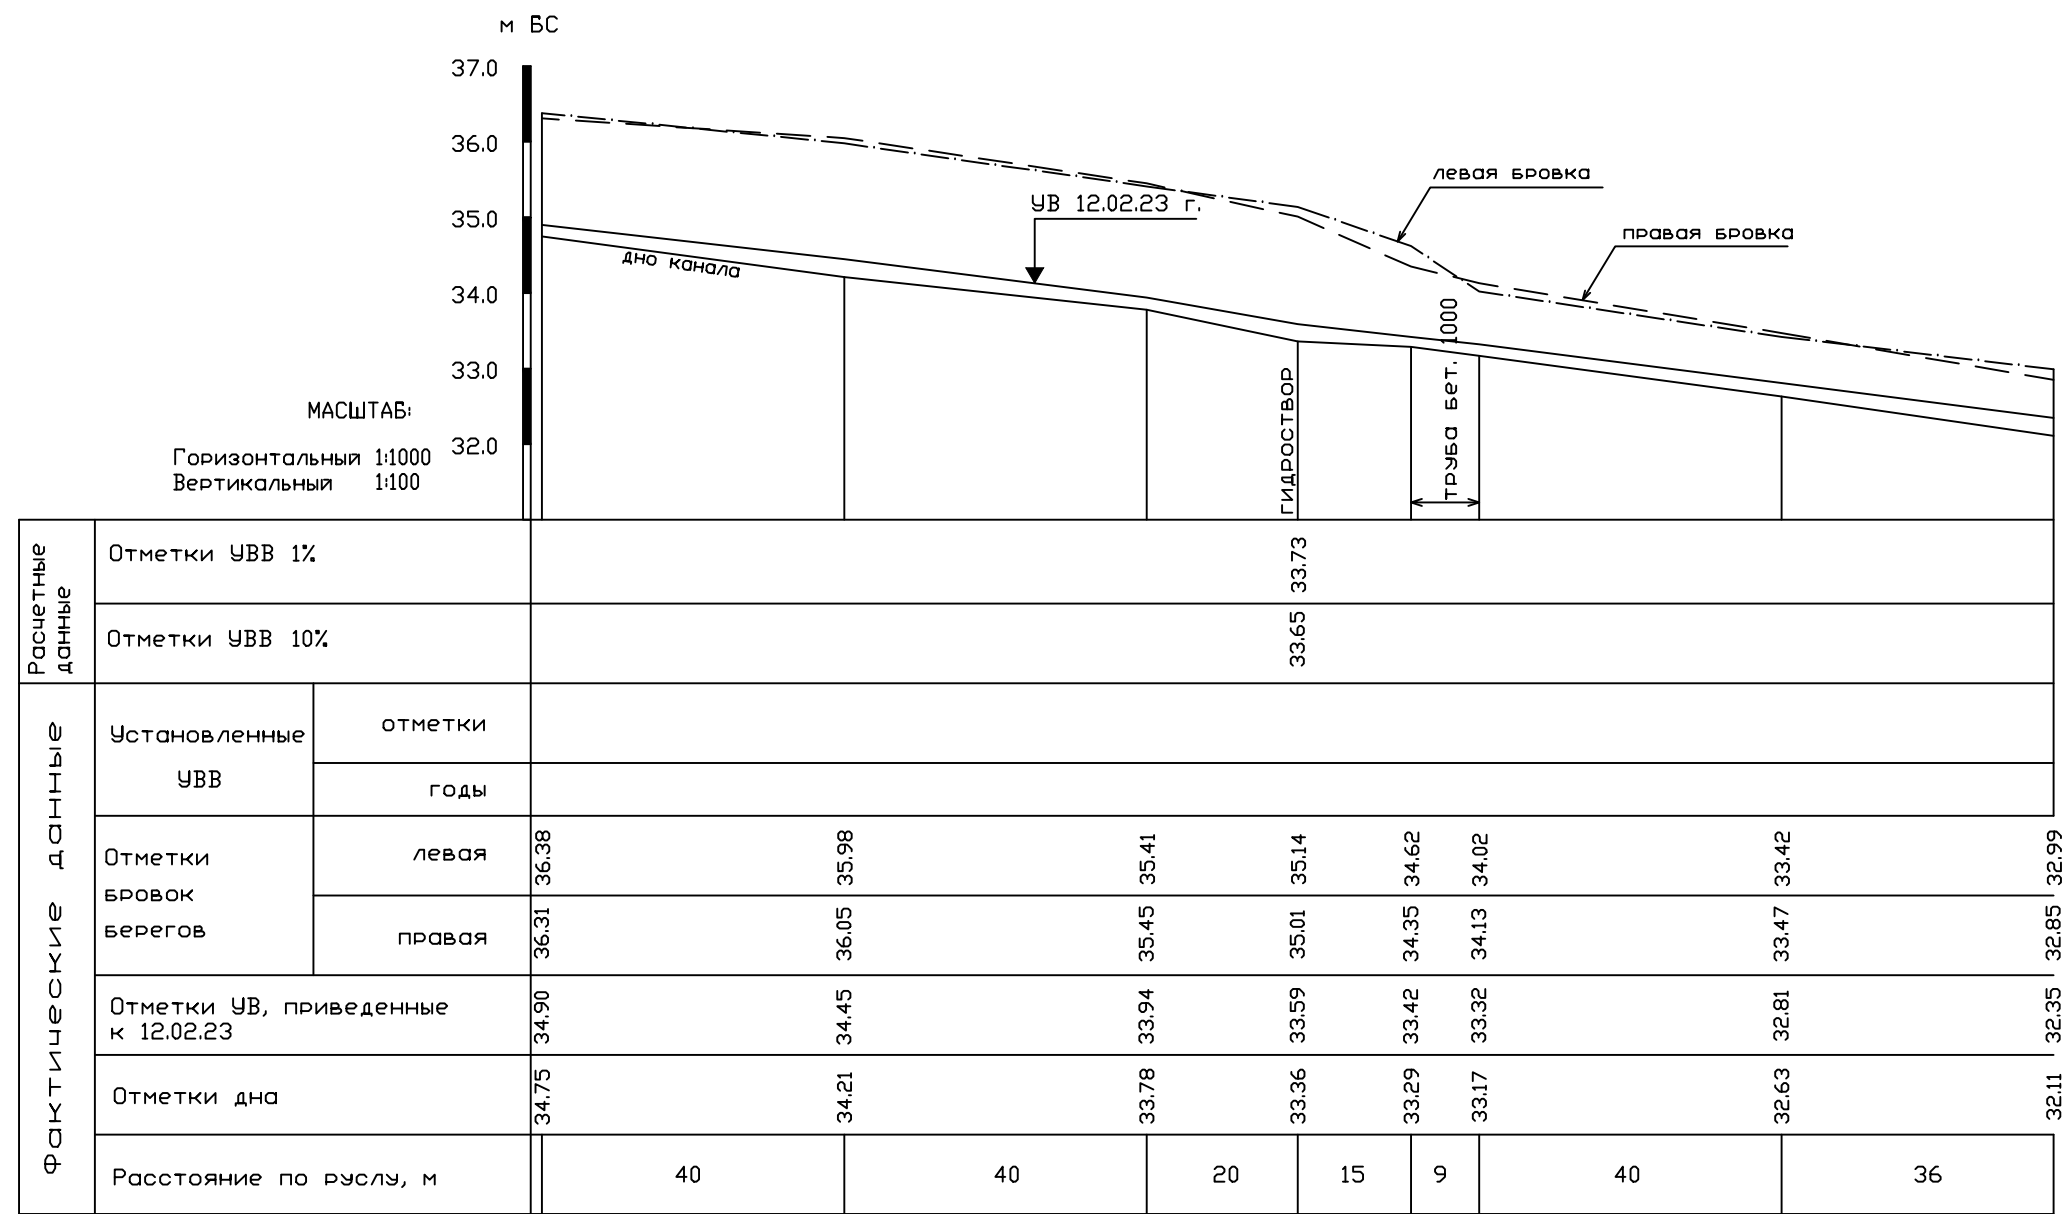 м БС
37.0
36.0
35.0
34.0
33.0
32.0
левая бровка
УВ 12.02.23 г.
правая бровка
дно канала
МАСШТАБ:
Горизонтальный 1:1000
Вертикальный 1:100
гидроствор
труба бет. 1000
Расчетные
данные
Отметки УВВ 1%
33.73
Отметки УВВ 10%
33.65
Фактические данные
Установленные
УВВ
отметки
годы
Отметки
бровок
берегов
левая
36.38 35.98 35.41 35.14 34.62 34.02 33.42 32.99
правая
36.31 36.05 35.45 35.01 34.35 34.13 33.47 32.85
Отметки УВ, приведенные
к 12.02.23
34.90 34.45 33.94 33.59 33.42 33.32 32.81 32.35
Отметки дна
34.75 34.21 33.78 33.36 33.29 33.17 32.63 32.11
Расстояние по руслу, м
40 40 20 15 9 40 36